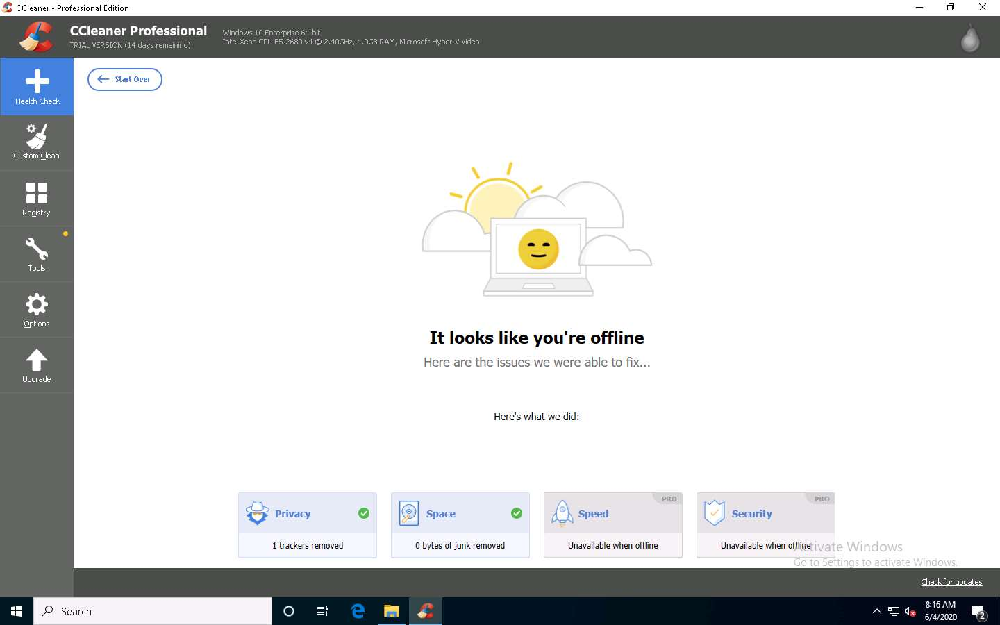 CCleaner - Professional Edition
CCleaner Professional
TRIAL VERSION (14 days remaining)
Windows 10 Enterprise 64-bit
Intel Xeon CPU E5-2680 v4 @ 2.40GHz, 4.0GB RAM, Microsoft Hyper-V Video
Health Check
Custom Clean
Registry
Tools
Options
Upgrade
Start Over
It looks like you're offline
Here are the issues we were able to fix...
Here's what we did:
Privacy
1 trackers removed
Space
0 bytes of junk removed
PRO
Speed
Unavailable when offline
PRO
Security
Unavailable when offline
Activate Windows
Go to Settings to activate Windows.
Check for updates
Search
8:16 AM
6/4/2020
2